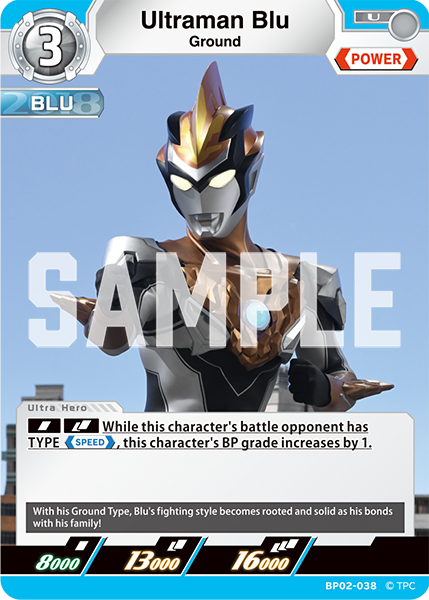 3
Ultraman Blu
Ground
U
POWER
BLU
SAMPLE
Ultra Hero
While this character's battle opponent has
TYPE SPEED, this character's BP grade increases by 1.
With his Ground Type, Blu's fighting style becomes rooted and solid as his bonds
with his family!
8000 13000 16000
BP02-038 © TPC